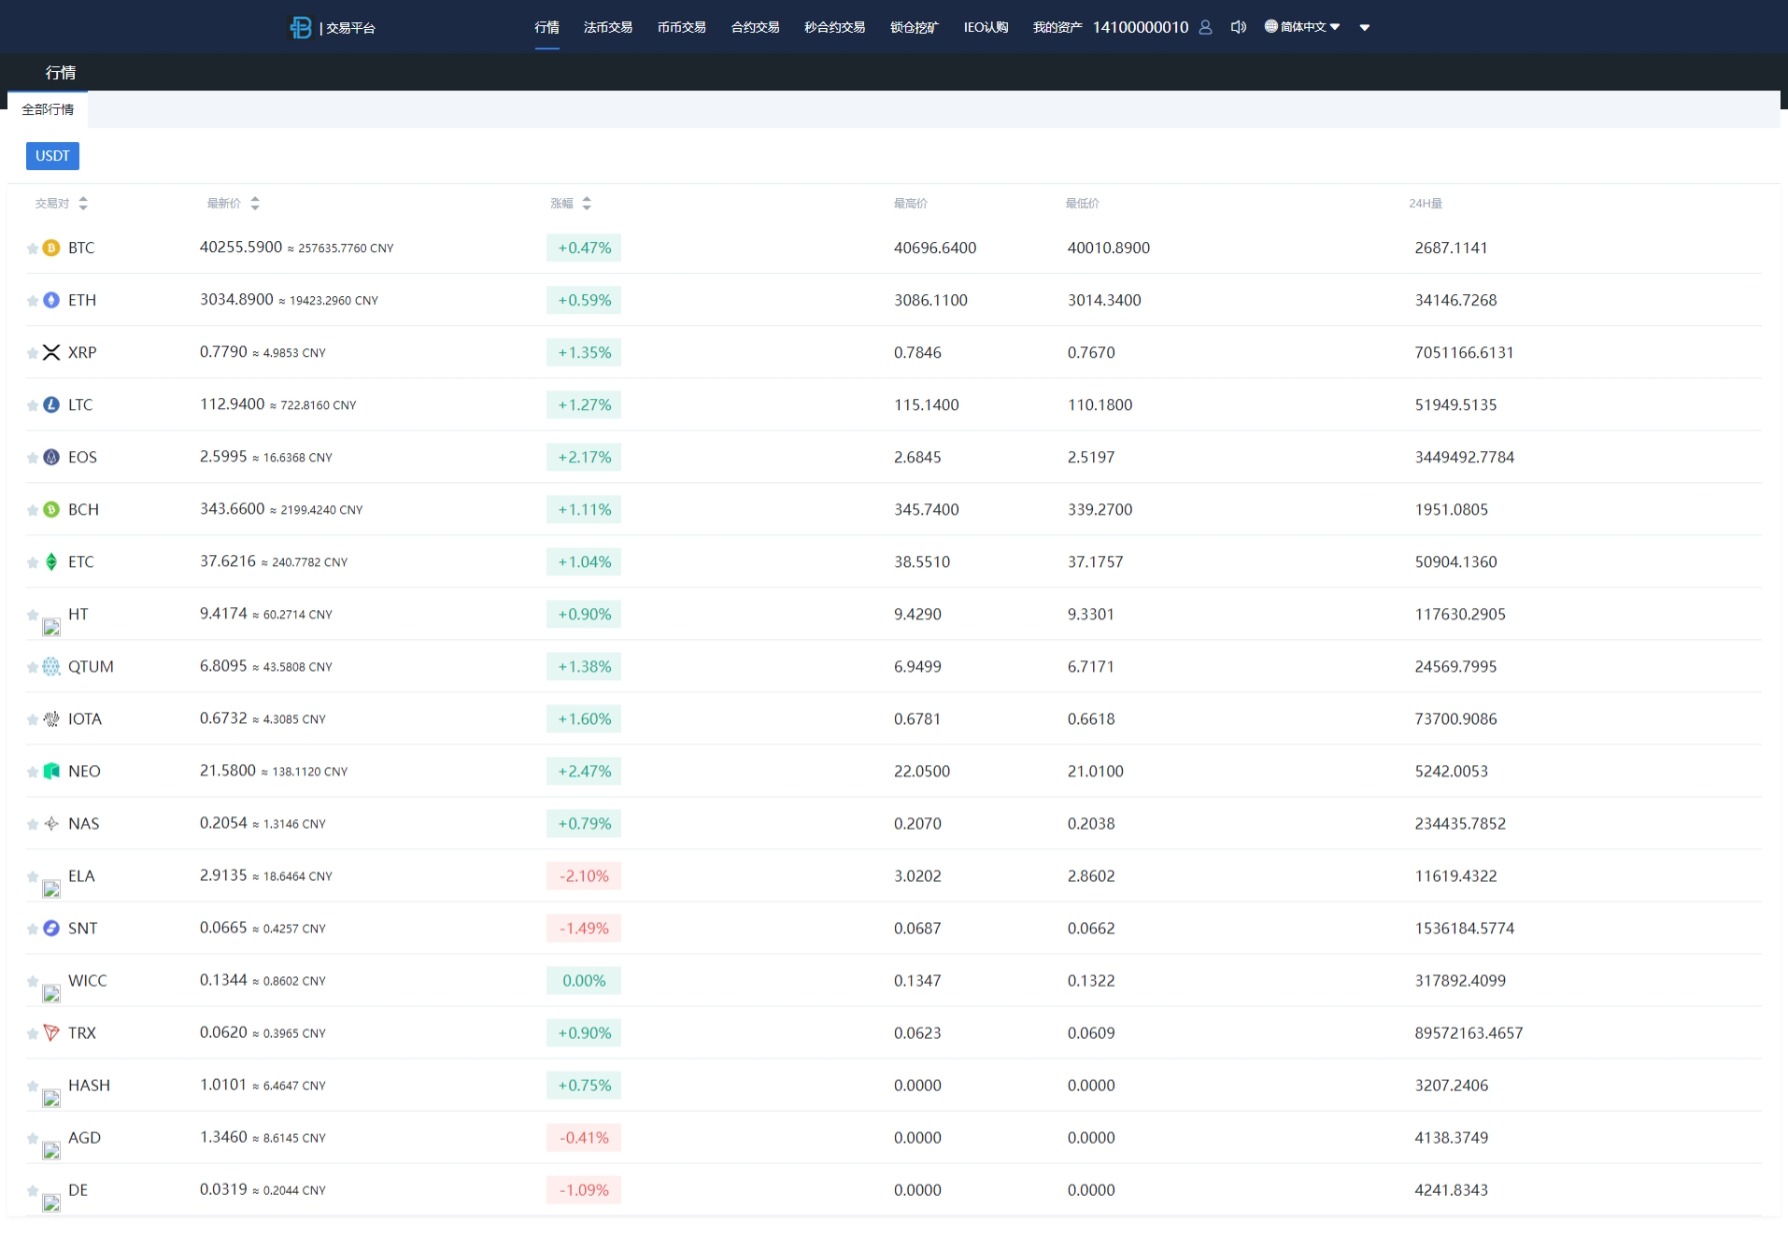 | 交易平台 行情 法币交易 币币交易 合约交易 秒合约交易 锁仓挖矿 IEO认购 我的资产 14100000010 简体中文
行情
全部行情
USDT
交易对 最新价 涨幅 最高价 最低价 24H量
BTC 40255.5900 ≈ 257635.7760 CNY +0.47% 40696.6400 40010.8900 2687.1141
ETH 3034.8900 ≈ 19423.2960 CNY +0.59% 3086.1100 3014.3400 34146.7268
XRP 0.7790 ≈ 4.9853 CNY +1.35% 0.7846 0.7670 7051166.6131
LTC 112.9400 ≈ 722.8160 CNY +1.27% 115.1400 110.1800 51949.5135
EOS 2.5995 ≈ 16.6368 CNY +2.17% 2.6845 2.5197 3449492.7784
BCH 343.6600 ≈ 2199.4240 CNY +1.11% 345.7400 339.2700 1951.0805
ETC 37.6216 ≈ 240.7782 CNY +1.04% 38.5510 37.1757 50904.1360
HT 9.4174 ≈ 60.2714 CNY +0.90% 9.4290 9.3301 117630.2905
QTUM 6.8095 ≈ 43.5808 CNY +1.38% 6.9499 6.7171 24569.7995
IOTA 0.6732 ≈ 4.3085 CNY +1.60% 0.6781 0.6618 73700.9086
NEO 21.5800 ≈ 138.1120 CNY +2.47% 22.0500 21.0100 5242.0053
NAS 0.2054 ≈ 1.3146 CNY +0.79% 0.2070 0.2038 234435.7852
ELA 2.9135 ≈ 18.6464 CNY -2.10% 3.0202 2.8602 11619.4322
SNT 0.0665 ≈ 0.4257 CNY -1.49% 0.0687 0.0662 1536184.5774
WICC 0.1344 ≈ 0.8602 CNY 0.00% 0.1347 0.1322 317892.4099
TRX 0.0620 ≈ 0.3965 CNY +0.90% 0.0623 0.0609 89572163.4657
HASH 1.0101 ≈ 6.4647 CNY +0.75% 0.0000 0.0000 3207.2406
AGD 1.3460 ≈ 8.6145 CNY -0.41% 0.0000 0.0000 4138.3749
DE 0.0319 ≈ 0.2044 CNY -1.09% 0.0000 0.0000 4241.8343